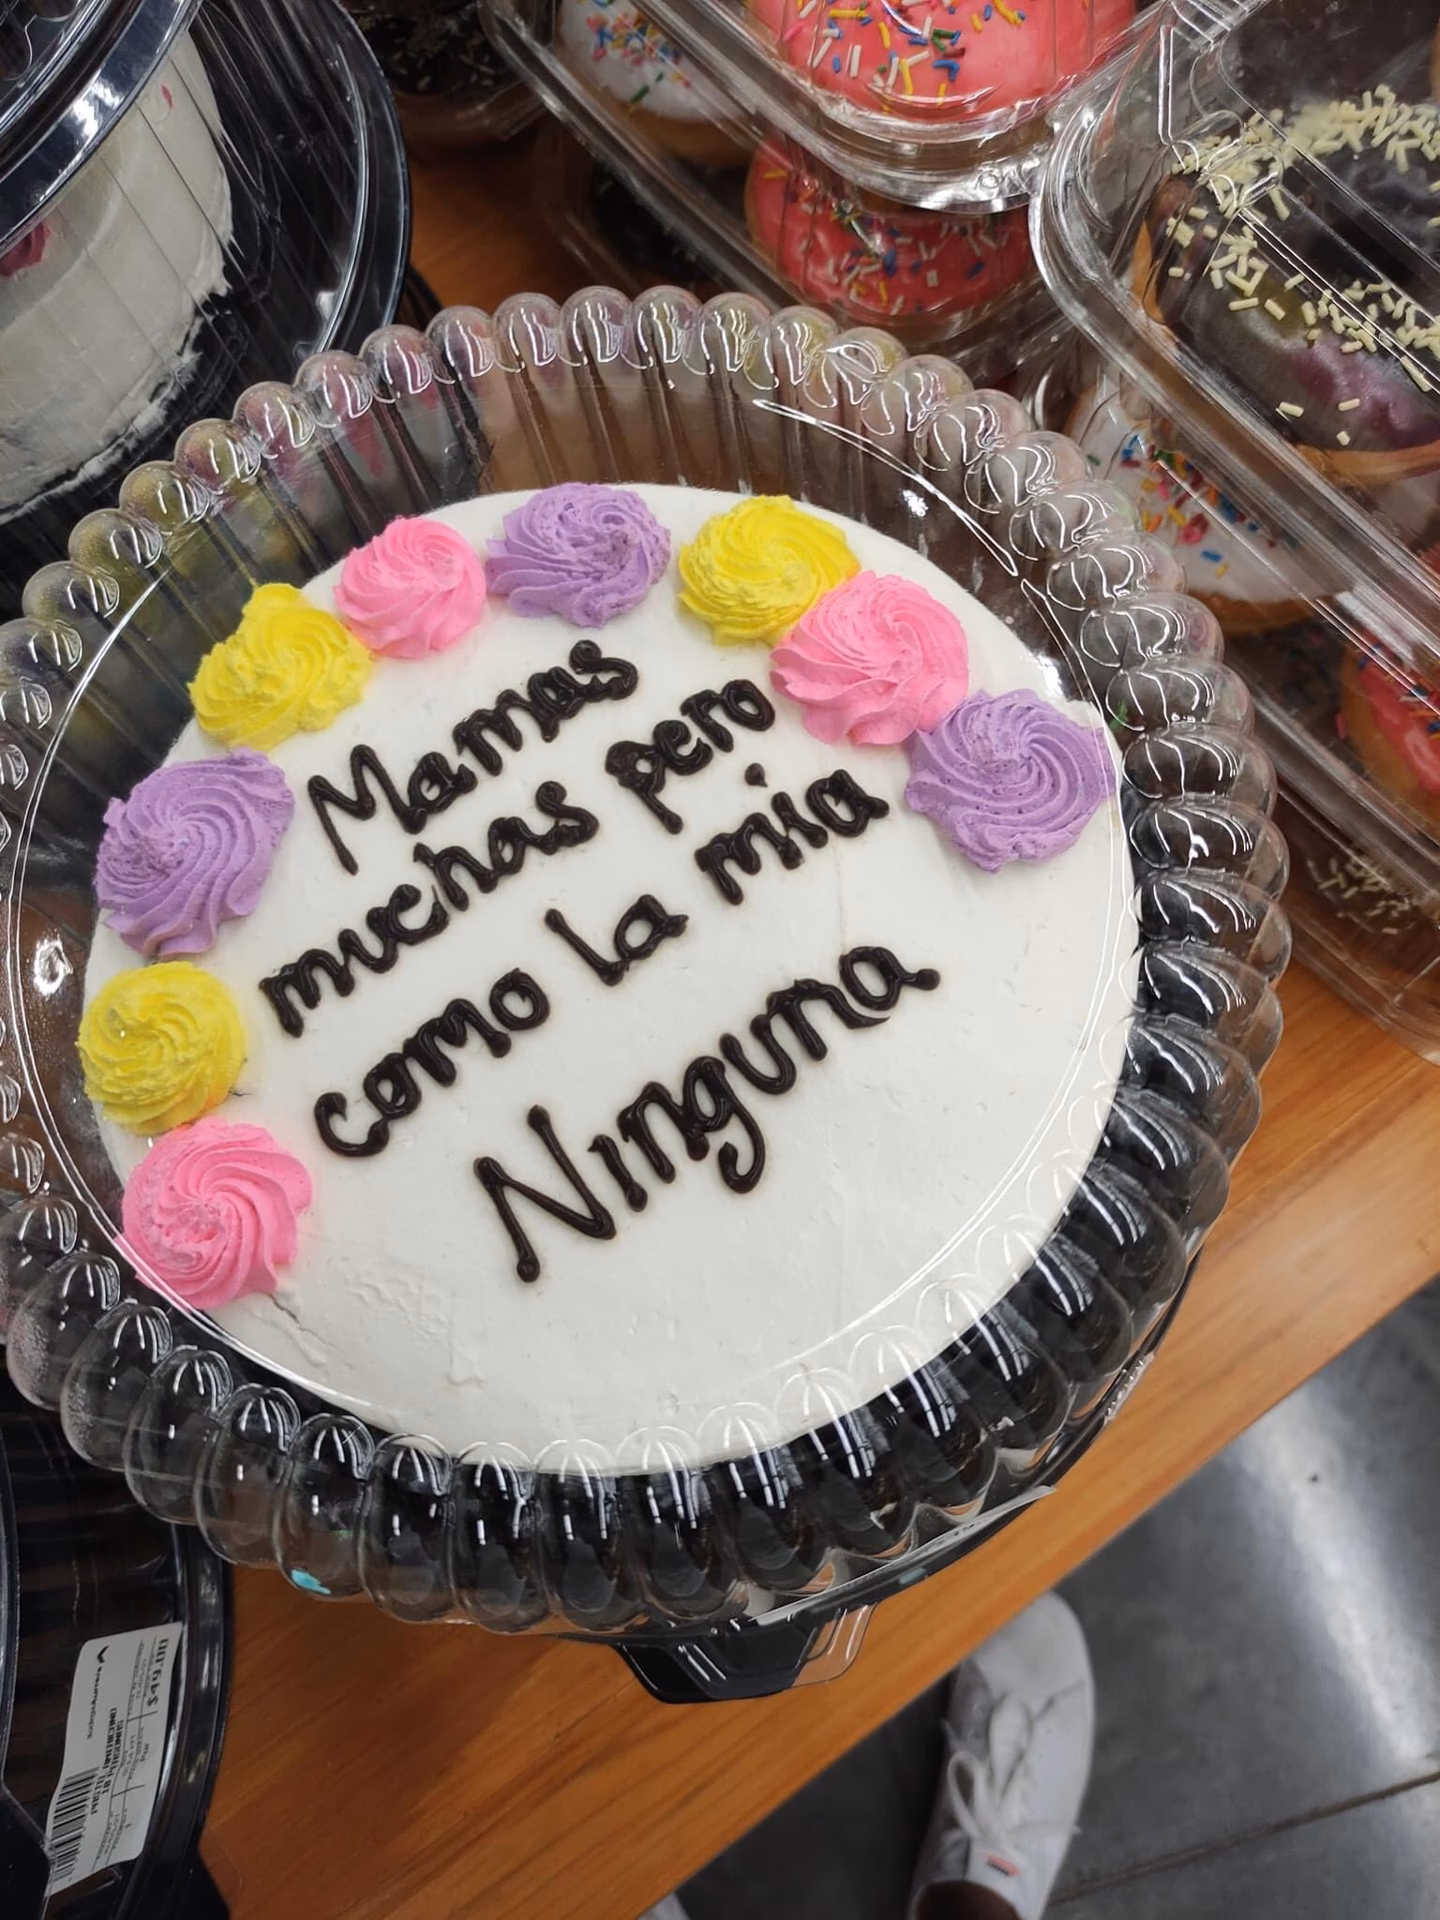 Mamas
muchas pero
como la mia
Ninguna